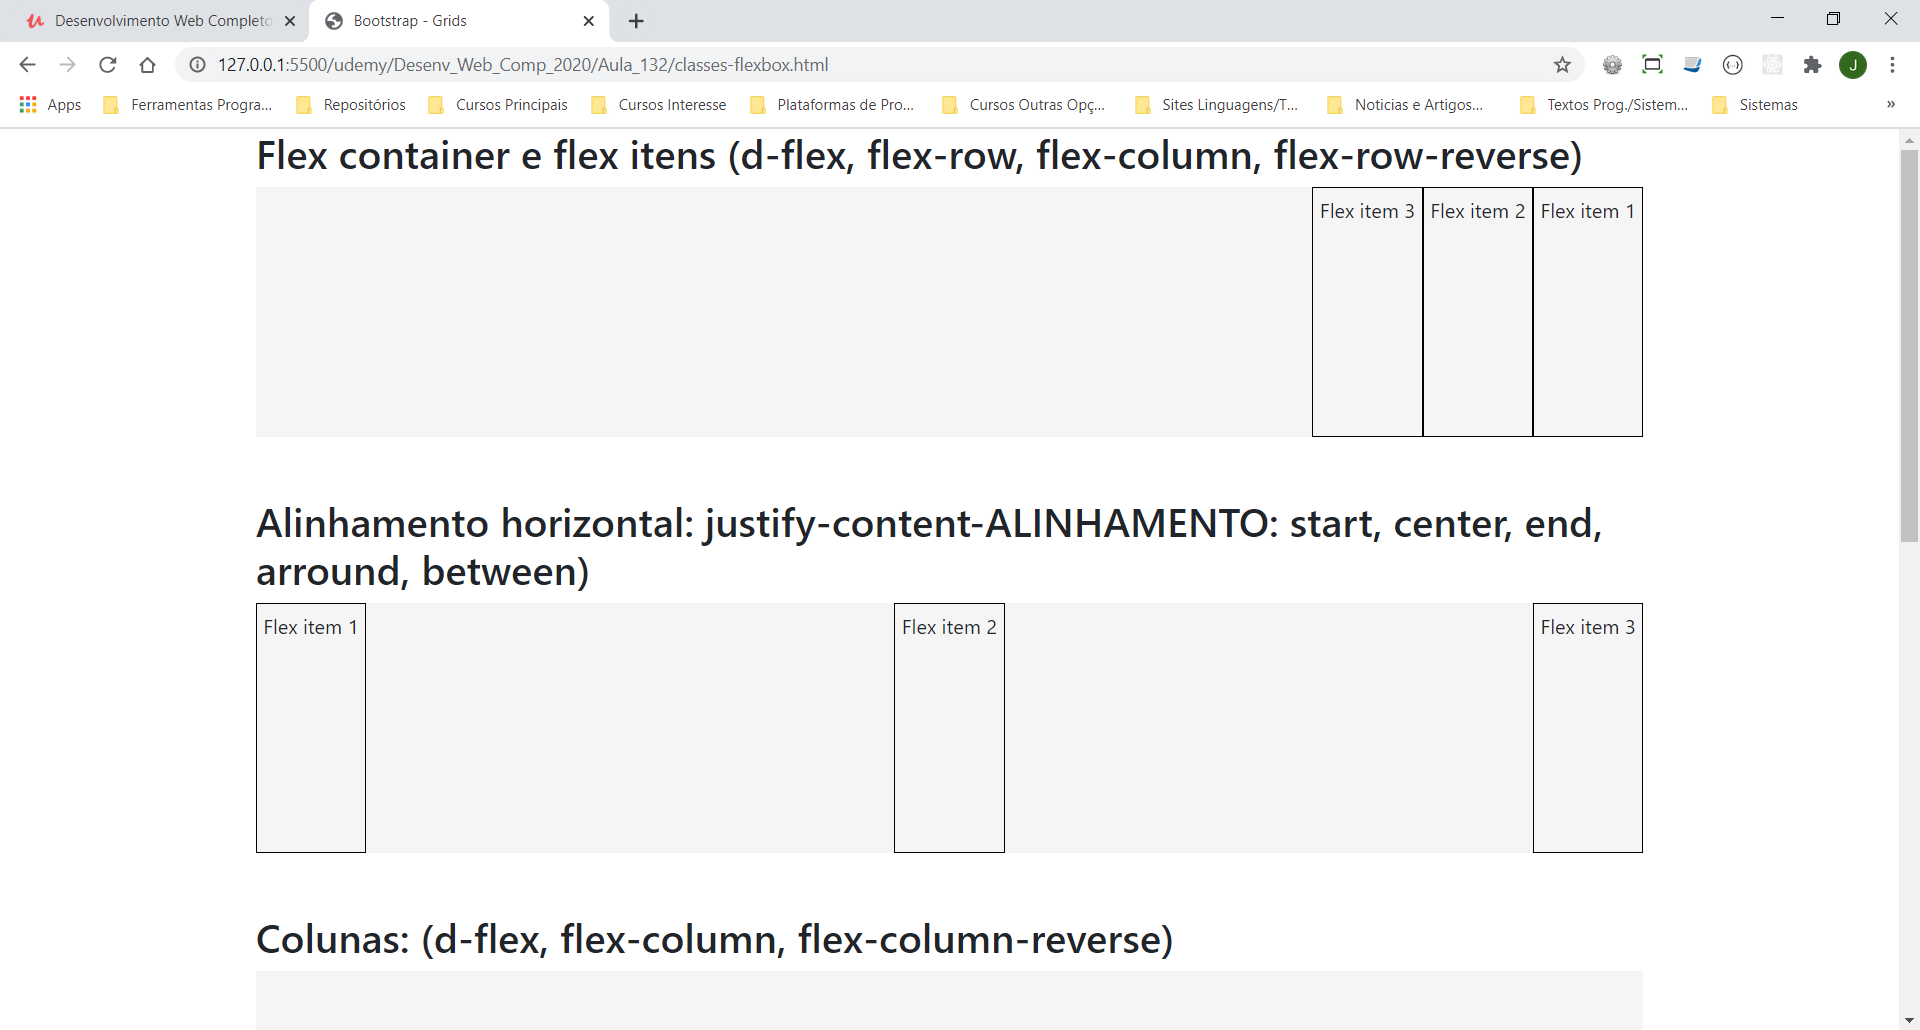 Desenvolvimento Web Completo
Bootstrap - Grids
127.0.0.1:5500/udemy/Desenv_Web_Comp_2020/Aula_132/classes-flexbox.html
J
Apps
Ferramentas Progra...
Repositórios
Cursos Principais
Cursos Interesse
Plataformas de Pro...
Cursos Outras Opç...
Sites Linguagens/T...
Noticias e Artigos...
Textos Prog./Sistem...
Sistemas
»
Flex container e flex itens (d-flex, flex-row, flex-column, flex-row-reverse)
Flex item 3
Flex item 2
Flex item 1
Alinhamento horizontal: justify-content-ALINHAMENTO: start, center, end,
arround, between)
Flex item 1
Flex item 2
Flex item 3
Colunas: (d-flex, flex-column, flex-column-reverse)